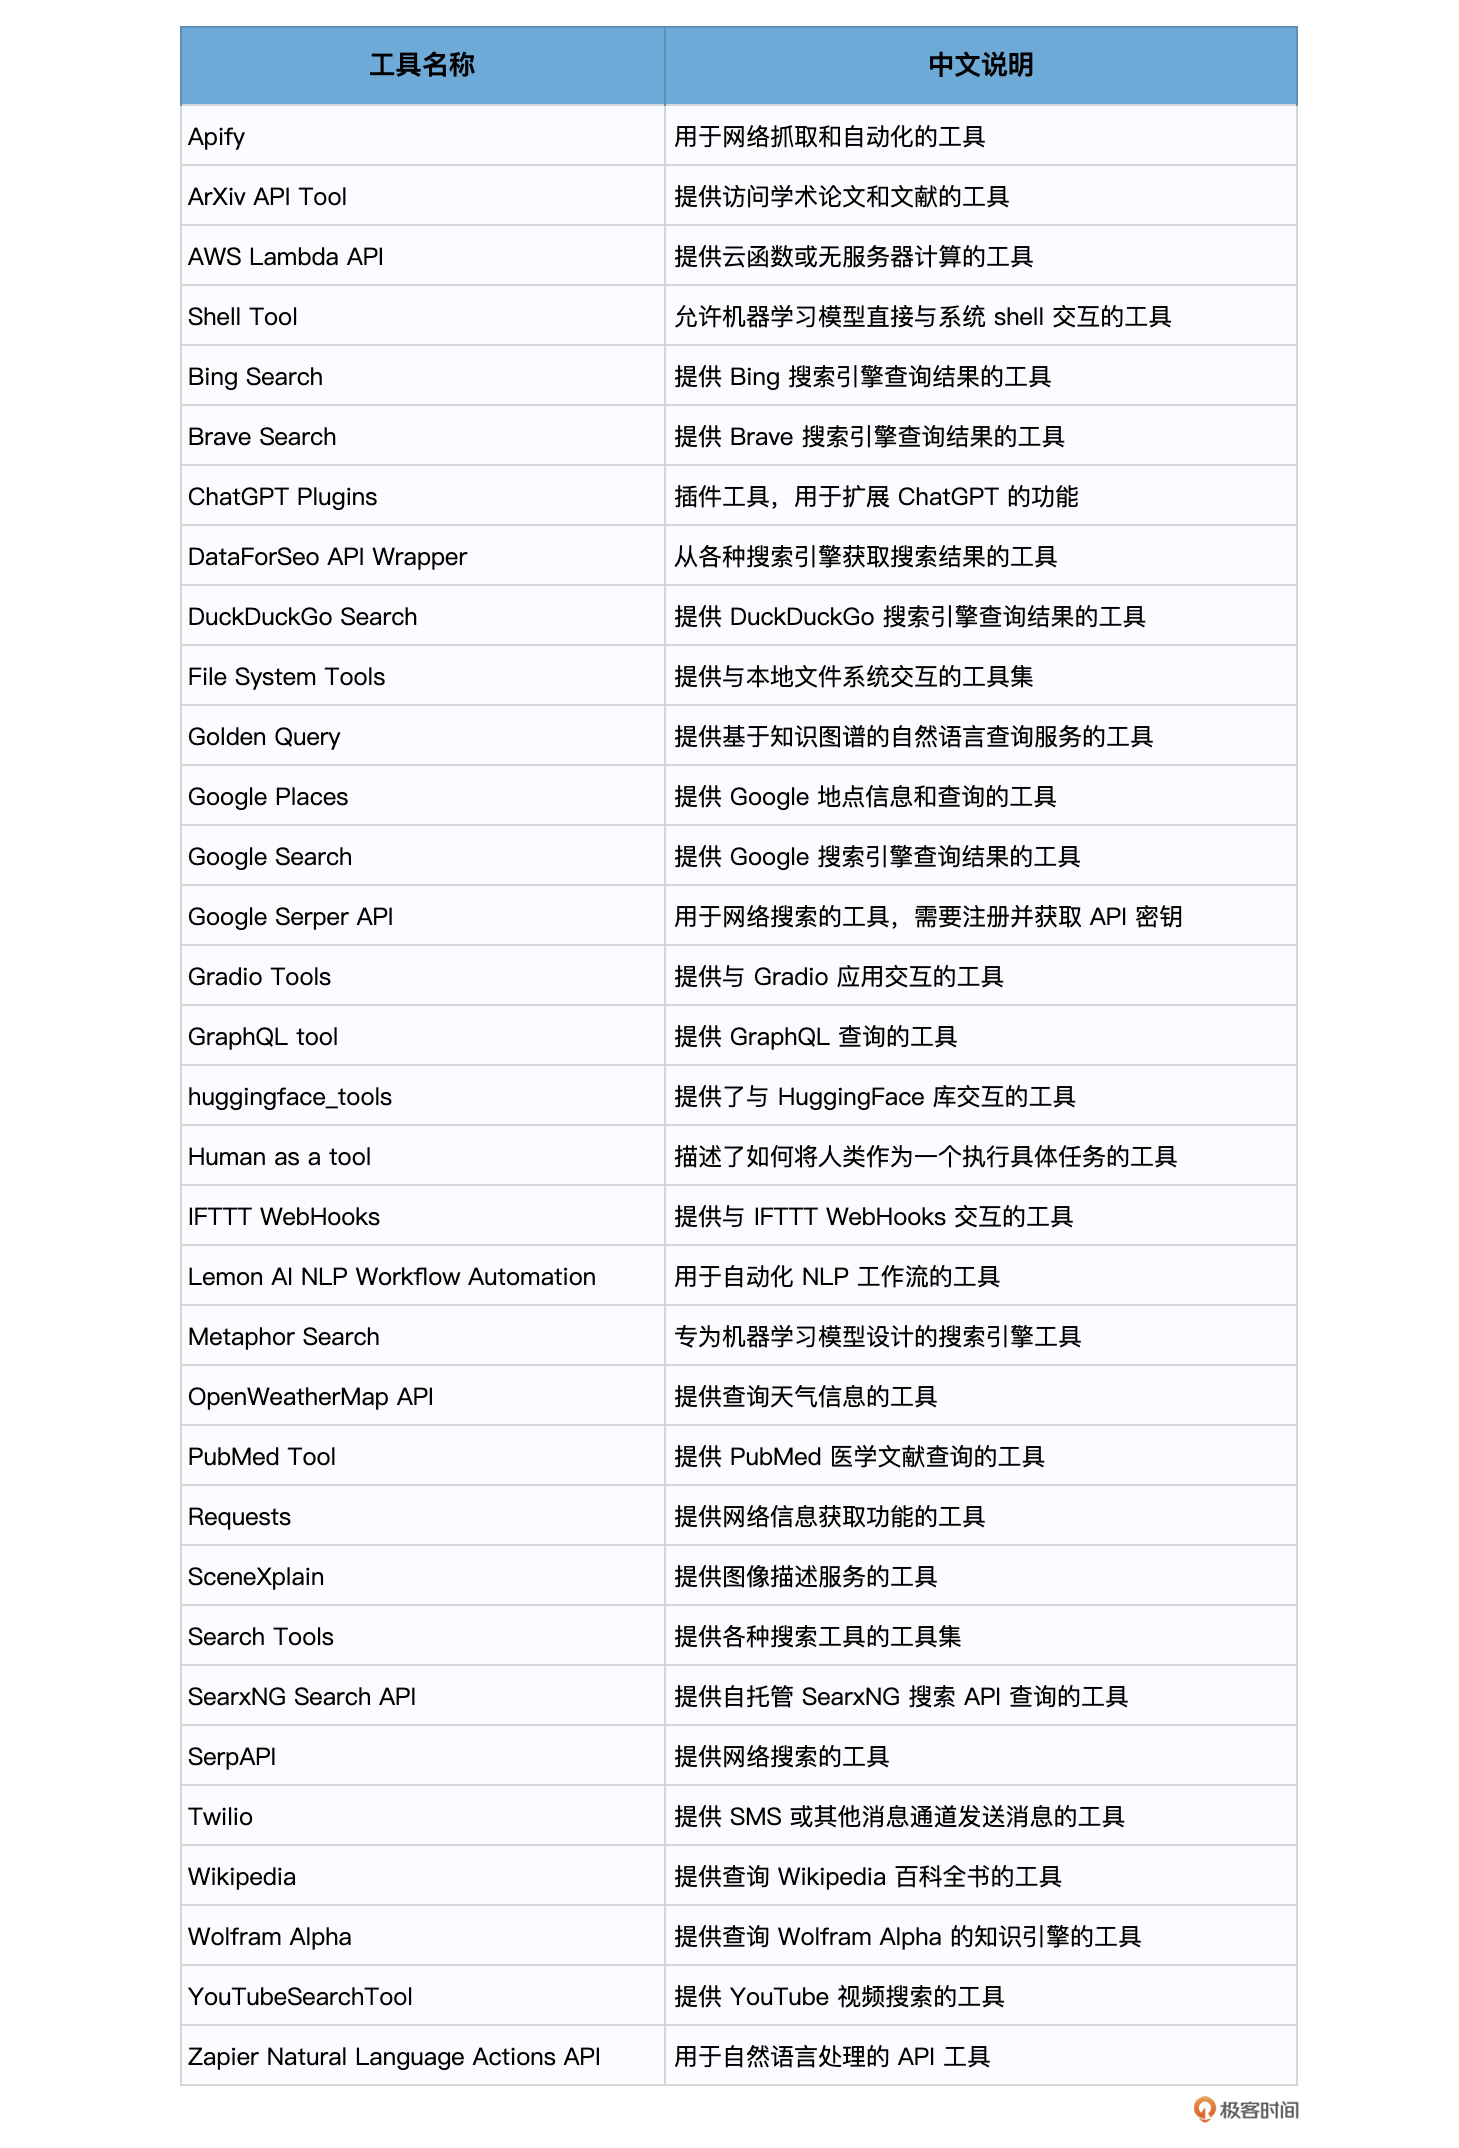 工具名称 中文说明
Apify 用于网络抓取和自动化的工具
ArXiv API Tool 提供访问学术论文和文献的工具
AWS Lambda API 提供云函数或无服务器计算的工具
Shell Tool 允许机器学习模型直接与系统 shell 交互的工具
Bing Search 提供 Bing 搜索引擎查询结果的工具
Brave Search 提供 Brave 搜索引擎查询结果的工具
ChatGPT Plugins 插件工具，用于扩展 ChatGPT 的功能
DataForSeo API Wrapper 从各种搜索引擎获取搜索结果的工具
DuckDuckGo Search 提供 DuckDuckGo 搜索引擎查询结果的工具
File System Tools 提供与本地文件系统交互的工具集
Golden Query 提供基于知识图谱的自然语言查询服务的工具
Google Places 提供 Google 地点信息和查询的工具
Google Search 提供 Google 搜索引擎查询结果的工具
Google Serper API 用于网络搜索的工具，需要注册并获取 API 密钥
Gradio Tools 提供与 Gradio 应用交互的工具
GraphQL tool 提供 GraphQL 查询的工具
huggingface_tools 提供了与 HuggingFace 库交互的工具
Human as a tool 描述了如何将人类作为一个执行具体任务的工具
IFTTT WebHooks 提供与 IFTTT WebHooks 交互的工具
Lemon AI NLP Workflow Automation 用于自动化 NLP 工作流的工具
Metaphor Search 专为机器学习模型设计的搜索引擎工具
OpenWeatherMap API 提供查询天气信息的工具
PubMed Tool 提供 PubMed 医学文献查询的工具
Requests 提供网络信息获取功能的工具
SceneXplain 提供图像描述服务的工具
Search Tools 提供各种搜索工具的工具集
SearxNG Search API 提供自托管 SearxNG 搜索 API 查询的工具
SerpAPI 提供网络搜索的工具
Twilio 提供 SMS 或其他消息通道发送消息的工具
Wikipedia 提供查询 Wikipedia 百科全书的工具
Wolfram Alpha 提供查询 Wolfram Alpha 的知识引擎的工具
YouTubeSearchTool 提供 YouTube 视频搜索的工具
Zapier Natural Language Actions API 用于自然语言处理的 API 工具
极客时间